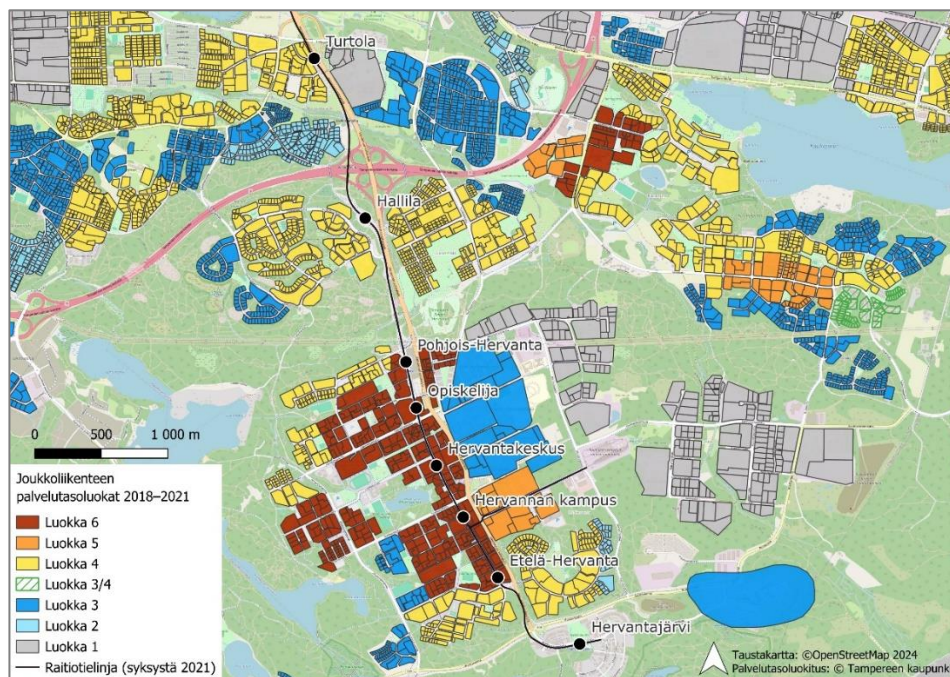 Turtola
Hallila
Pohjois-Hervanta
Opiskelija
Hervantakeskus
Hervannan kampus
Etelä-Hervanta
Hervantajärvi
0 500 1 000 m
Joukkoliikenteen
palvelutasoluokat 2018–2021
Luokka 6
Luokka 5
Luokka 4
Luokka 3/4
Luokka 3
Luokka 2
Luokka 1
Raitiotielinja (syksystä 2021)
Taustakartta: ©OpenStreetMap 2024
Palvelutasoluokitus: © Tampereen kaupunk